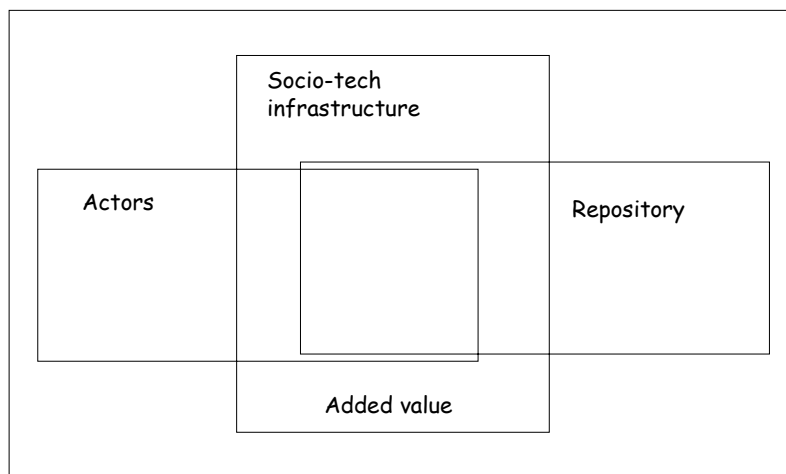 Socio-tech
infrastructure
Actors
Repository
Added value